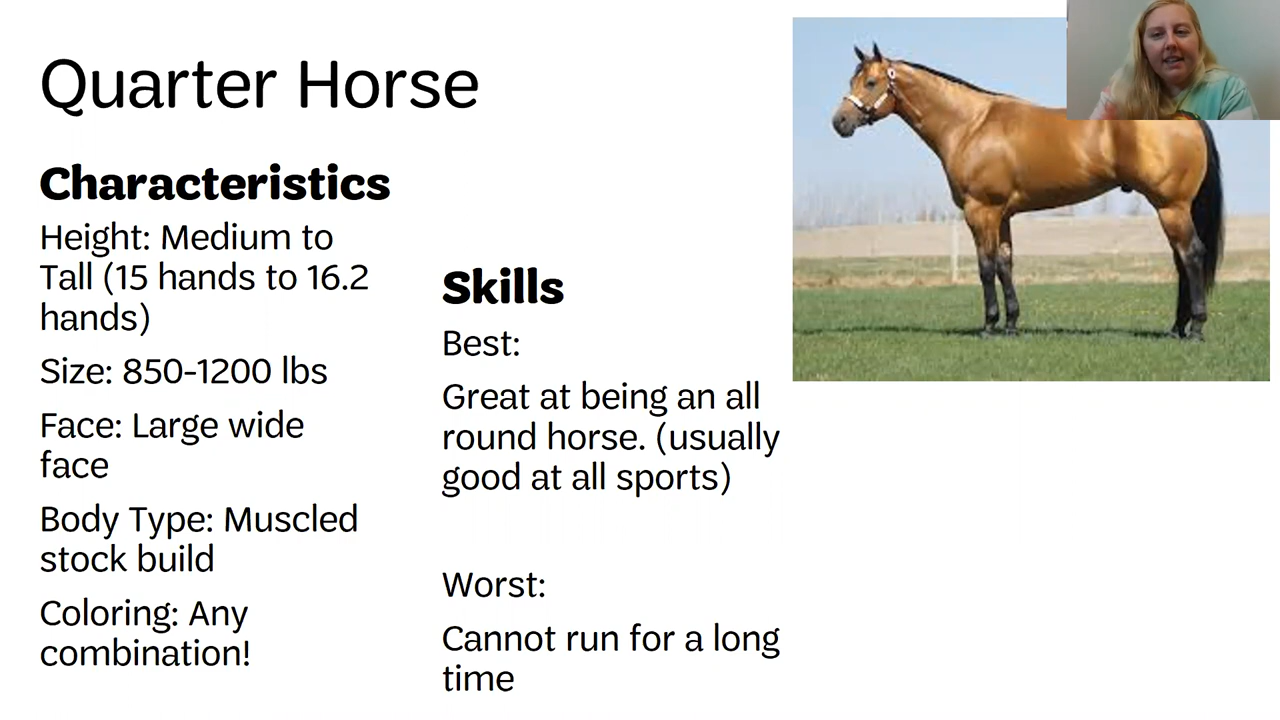 Quarter Horse
Characteristics
Height: Medium to
Tall (15 hands to 16.2
hands)
Size: 850-1200 lbs
Face: Large wide
face
Body Type: Muscled
stock build
Coloring: Any
combination!
Skills
Best:
Great at being an all
round horse. (usually
good at all sports)
Worst:
Cannot run for a long
time